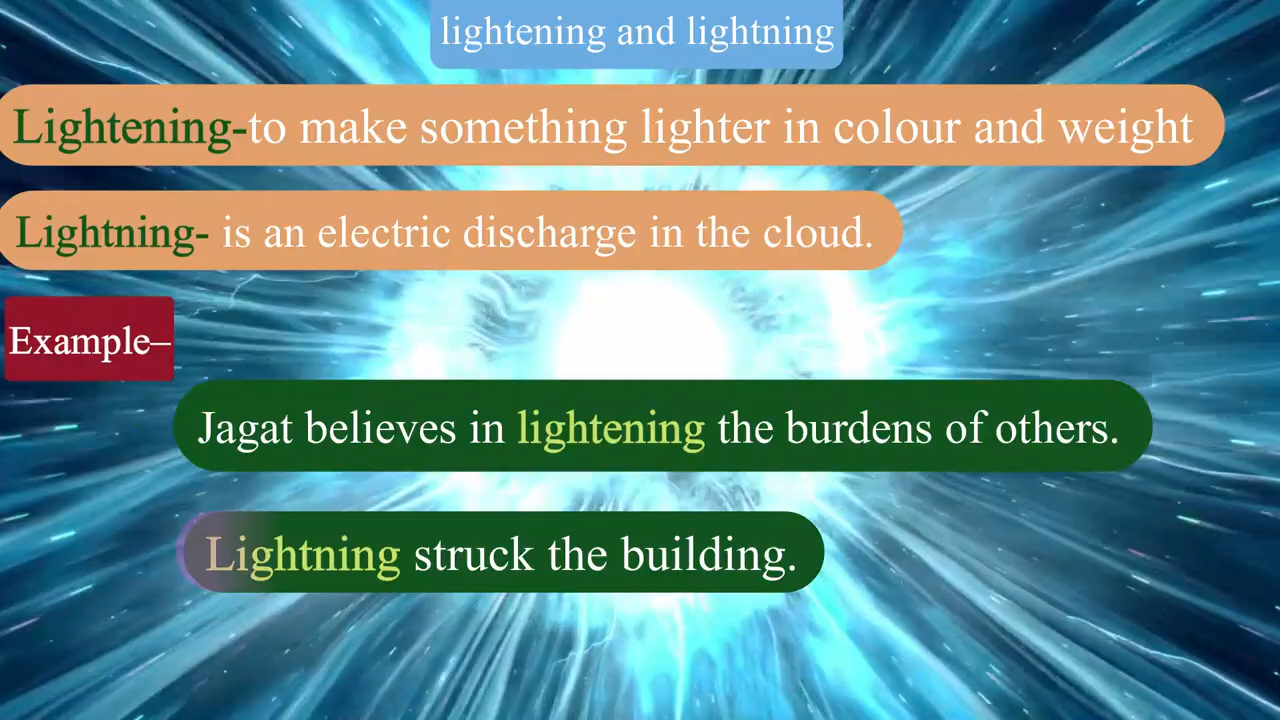 lightening and lightning
Lightening-to make something lighter in colour and weight
Lightning- is an electric discharge in the cloud.
Example–
Jagat believes in lightening the burdens of others.
Lightning struck the building.